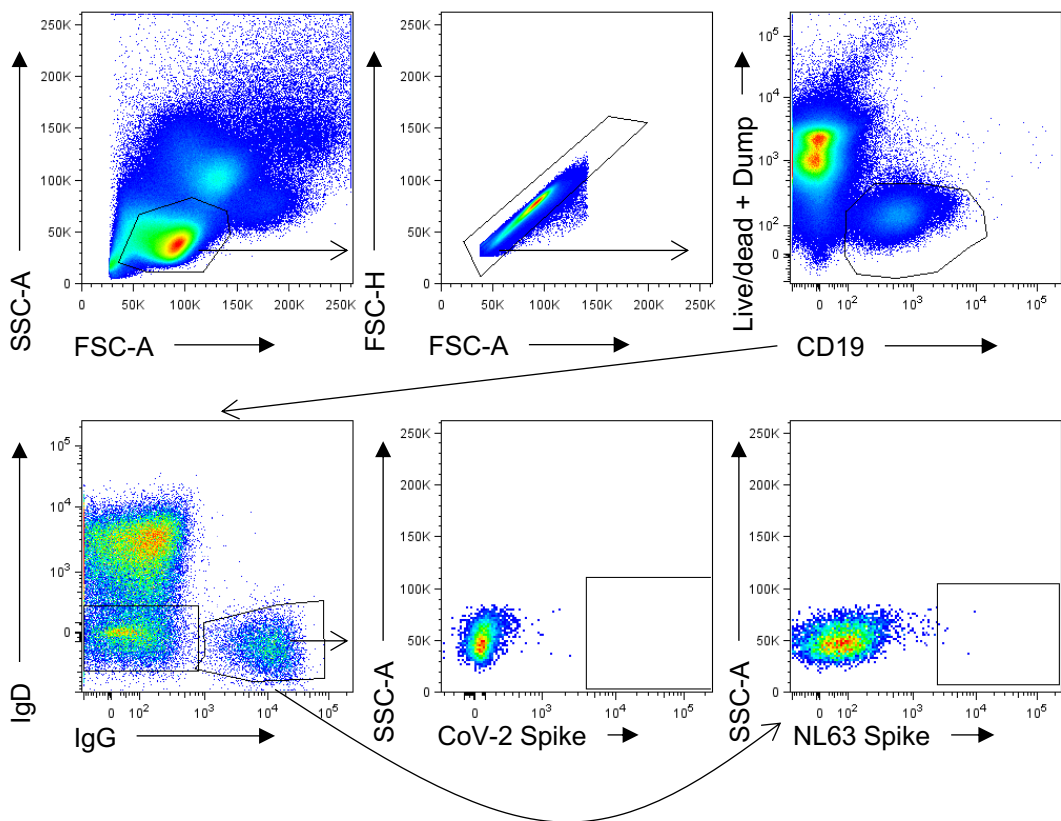 SSC-A
250K
200K
150K
100K
50K
0
0 50K 100K 150K 200K 250K
FSC-A
FSC-H
250K
200K
150K
100K
50K
0
0 50K 100K 150K 200K 250K
FSC-A
Live/dead + Dump
10^5
10^4
10^3
10^2
0
0 10^2 10^3 10^4 10^5
CD19
IgD
10^5
10^4
10^3
0
0 10^2 10^3 10^4 10^5
IgG
SSC-A
250K
200K
150K
100K
50K
0
0 10^3 10^4 10^5
CoV-2 Spike
SSC-A
250K
200K
150K
100K
50K
0
0 10^2 10^3 10^4 10^5
NL63 Spike